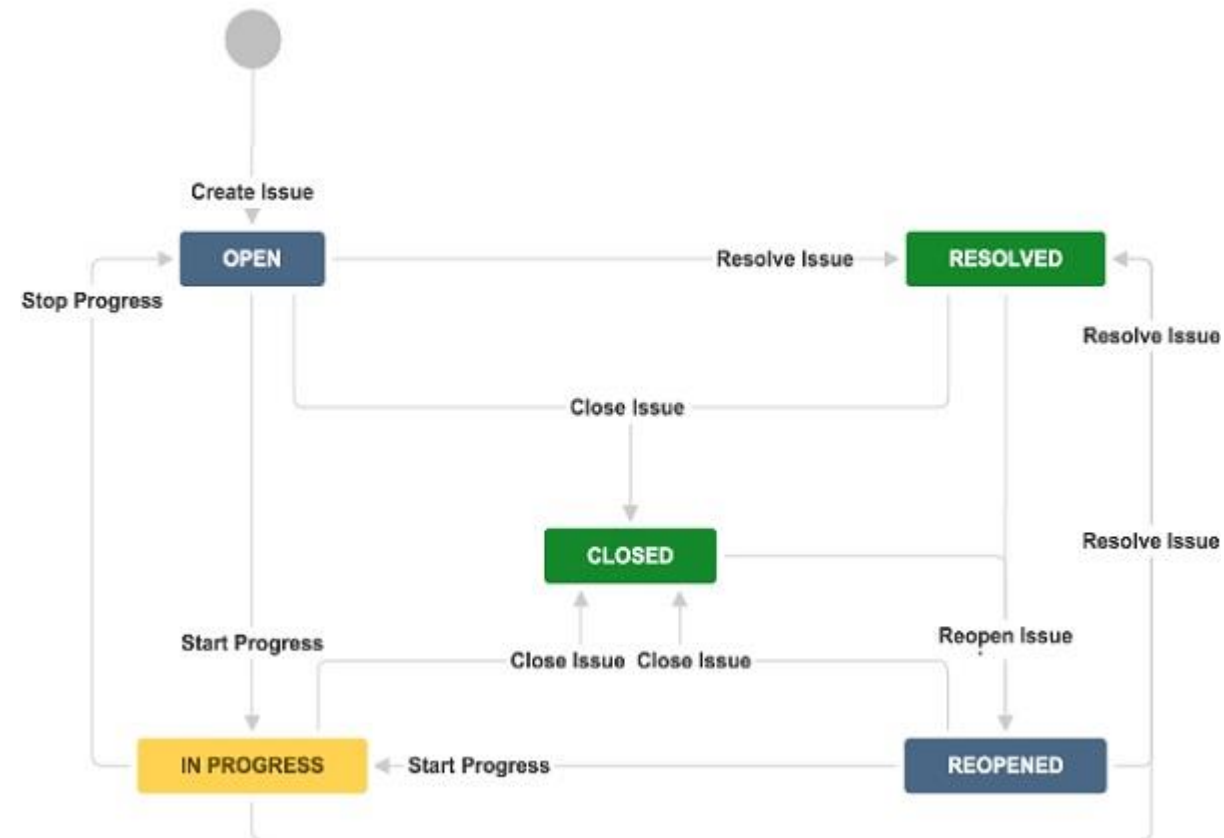 Create Issue
OPEN
Resolve Issue
RESOLVED
Stop Progress
Resolve Issue
Close Issue
CLOSED
Resolve Issue
Start Progress
Close Issue
Close Issue
Reopen Issue
IN PROGRESS
Start Progress
REOPENED